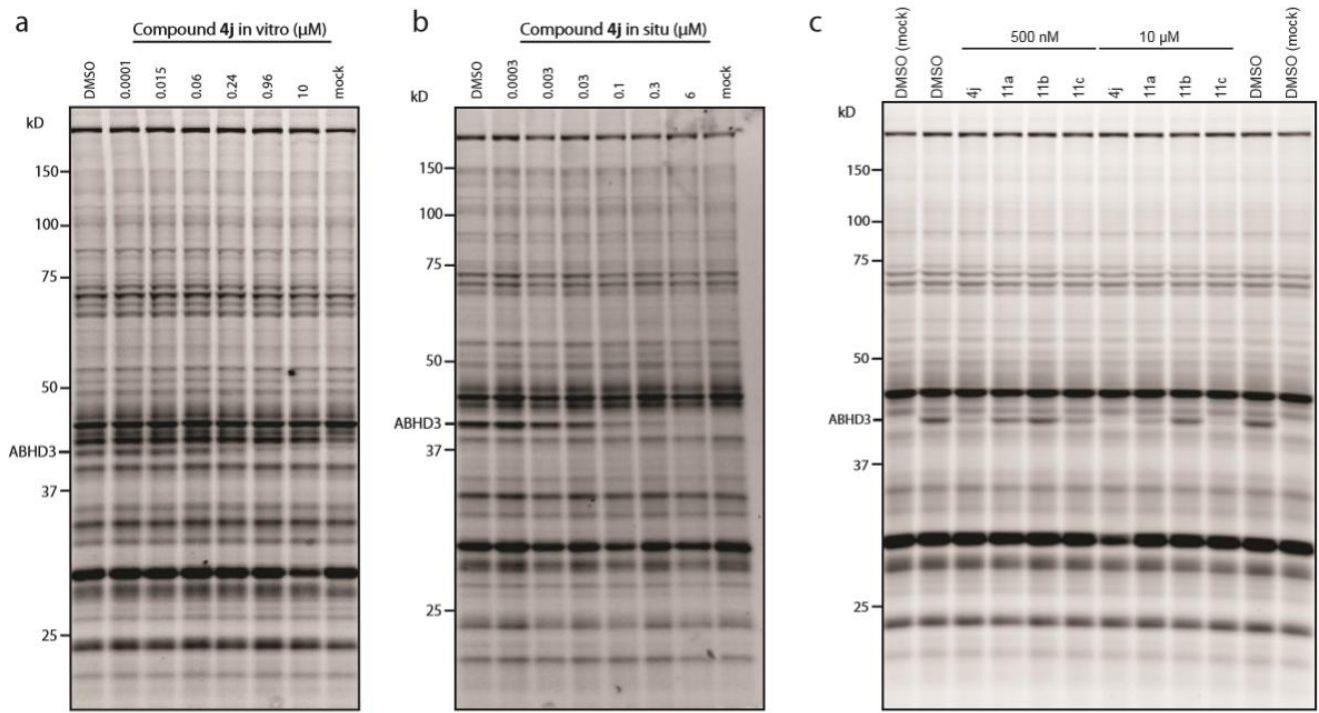 a
Compound 4j in vitro (µM)
DMSO
0.0001
0.015
0.06
0.24
0.96
10
mock
kD
150
100
75
50
ABHD3
37
25
b
Compound 4j in situ (µM)
DMSO
0.0003
0.003
0.03
0.1
0.3
6
mock
kD
150
100
75
50
ABHD3
37
25
c
500 nM
10 µM
DMSO (mock)
DMSO
4j
11a
11b
11c
4j
11a
11b
11c
DMSO
DMSO (mock)
kD
150
100
75
50
ABHD3
37
25